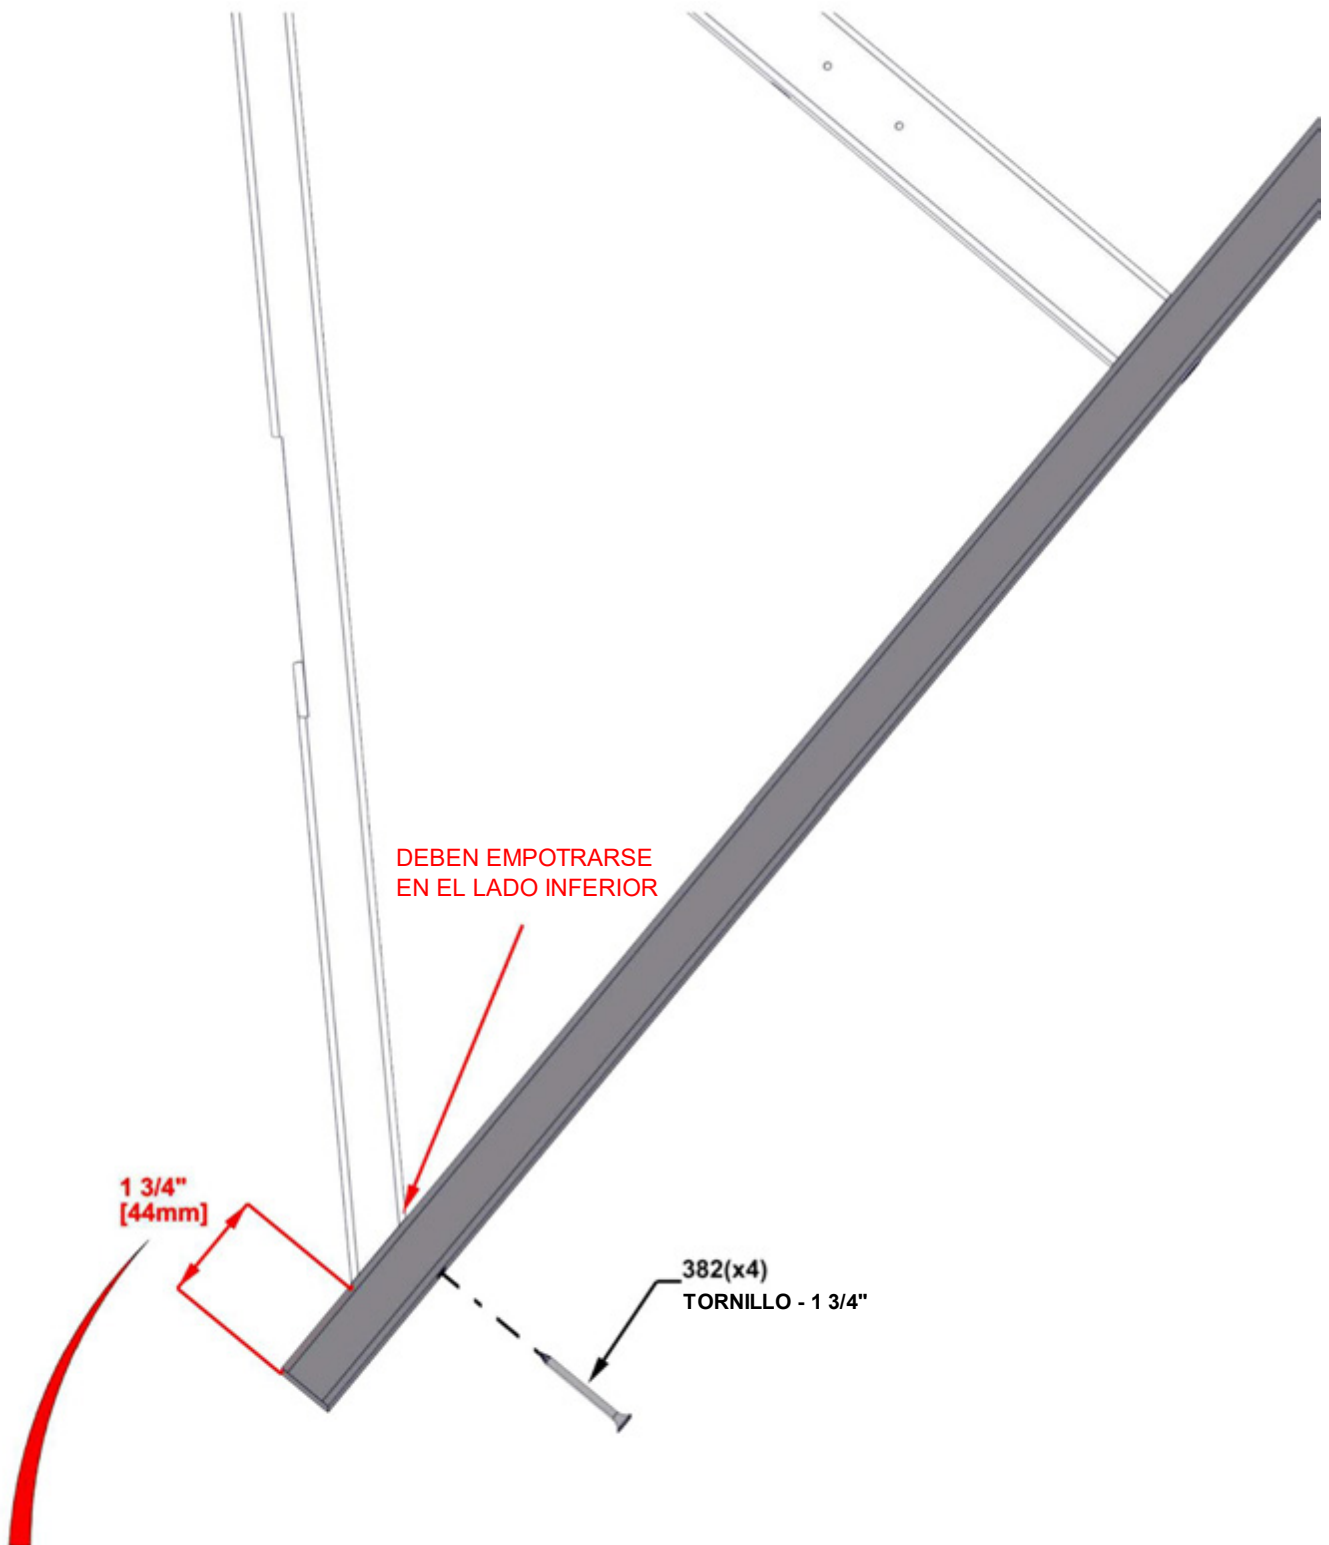 DEBEN EMPOTRARSE
EN EL LADO INFERIOR
1 3/4"
[44mm]
382(x4)
TORNILLO - 1 3/4"